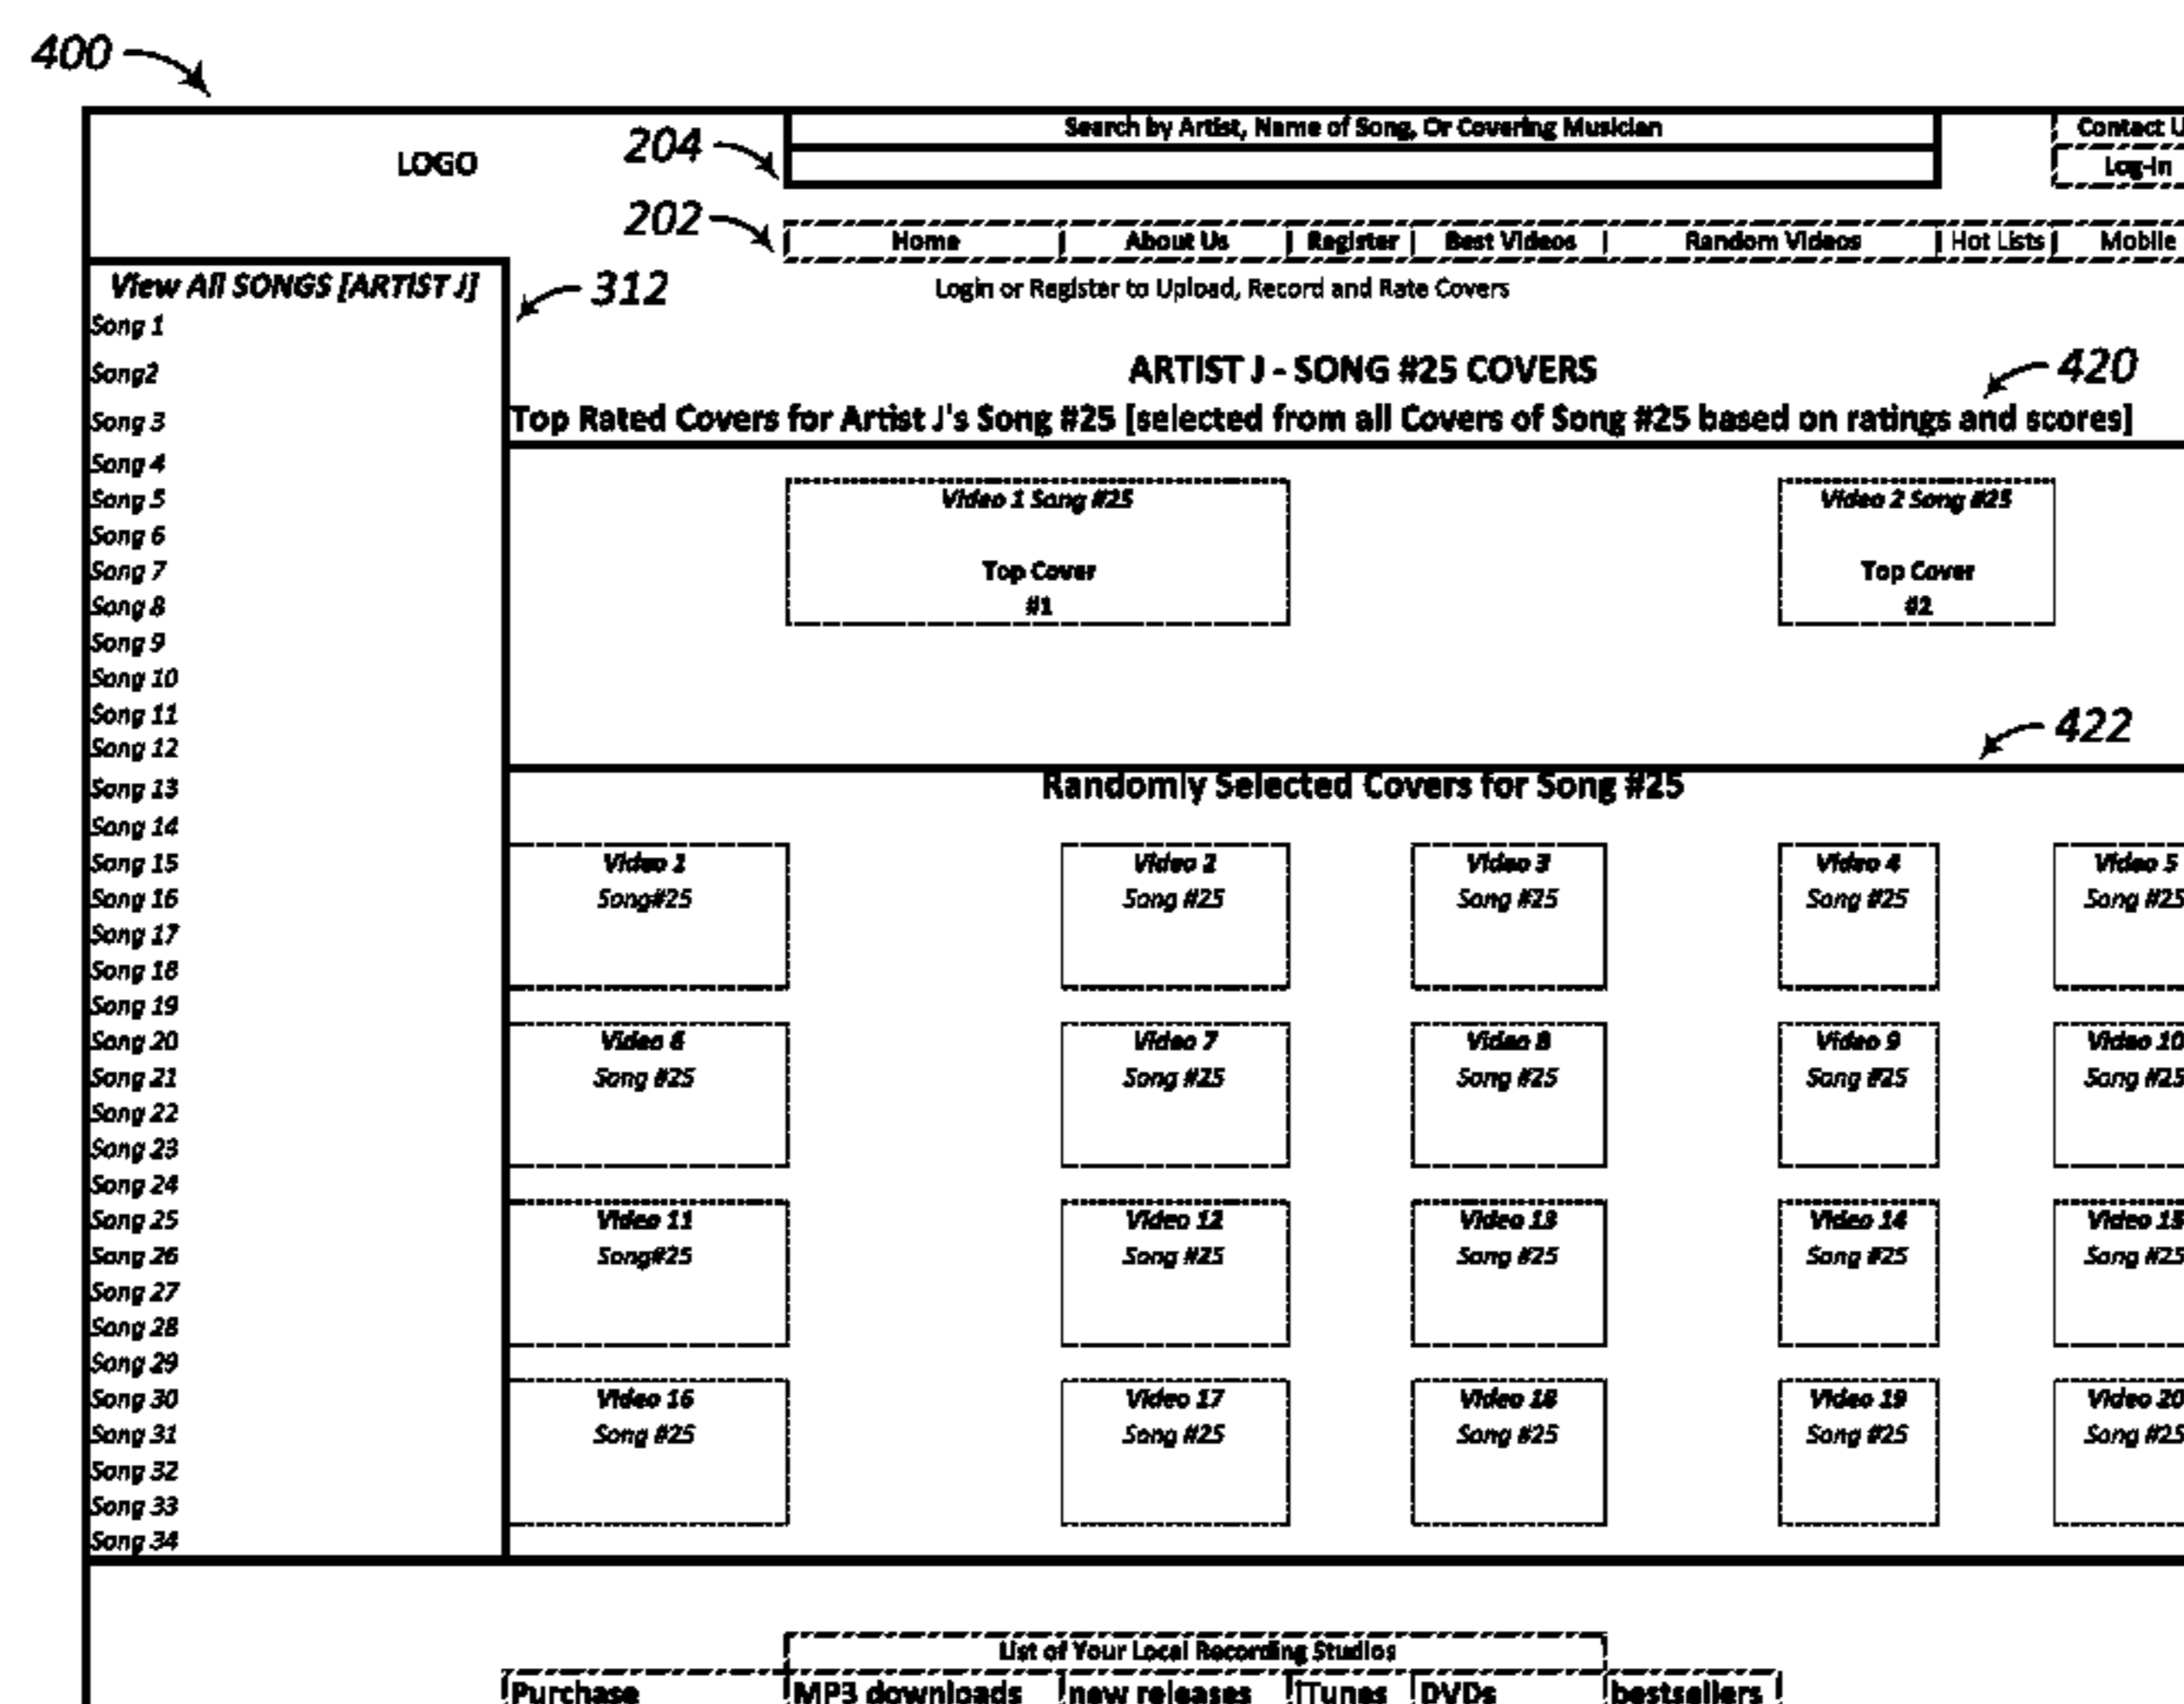 400
204 Search by Artist, Name of Song, Or Covering Musician Contact U
LOGO Log-in
202 Home About Us Register Best Videos Random Videos Hot Lists Mobile
View All SONGS [ARTIST J] 312 Login or Register to Upload, Record and Rate Covers
Song 1
ARTIST J - SONG #25 COVERS 420
Song2
Song 3 Top Rated Covers for Artist J's Song #25 [selected from all Covers of Song #25 based on ratings and scores]
Song 4
Song 5 Video 1 Song #25 Video 2 Song #25
Song 6
Song 7 Top Cover Top Cover
Song 8 #1 #2
Song 9
Song 10
Song 11 422
Song 12
Song 13 Randomly Selected Covers for Song #25
Song 14
Song 15 Video 1 Video 2 Video 3 Video 4 Video 5
Song 16 Song#25 Song #25 Song #25 Song #25 Song #25
Song 17
Song 18
Song 19
Song 20 Video 6 Video 7 Video 8 Video 9 Video 10
Song 21 Song #25 Song #25 Song #25 Song #25 Song #25
Song 22
Song 23
Song 24
Song 25 Video 11 Video 12 Video 13 Video 14 Video 15
Song 26 Song#25 Song #25 Song #25 Song #25 Song #25
Song 27
Song 28
Song 29
Song 30 Video 16 Video 17 Video 18 Video 19 Video 20
Song 31 Song #25 Song #25 Song #25 Song #25 Song #25
Song 32
Song 33
Song 34
List of Your Local Recording Studios
Purchase MP3 downloads new releases iTunes DVDs bestsellers